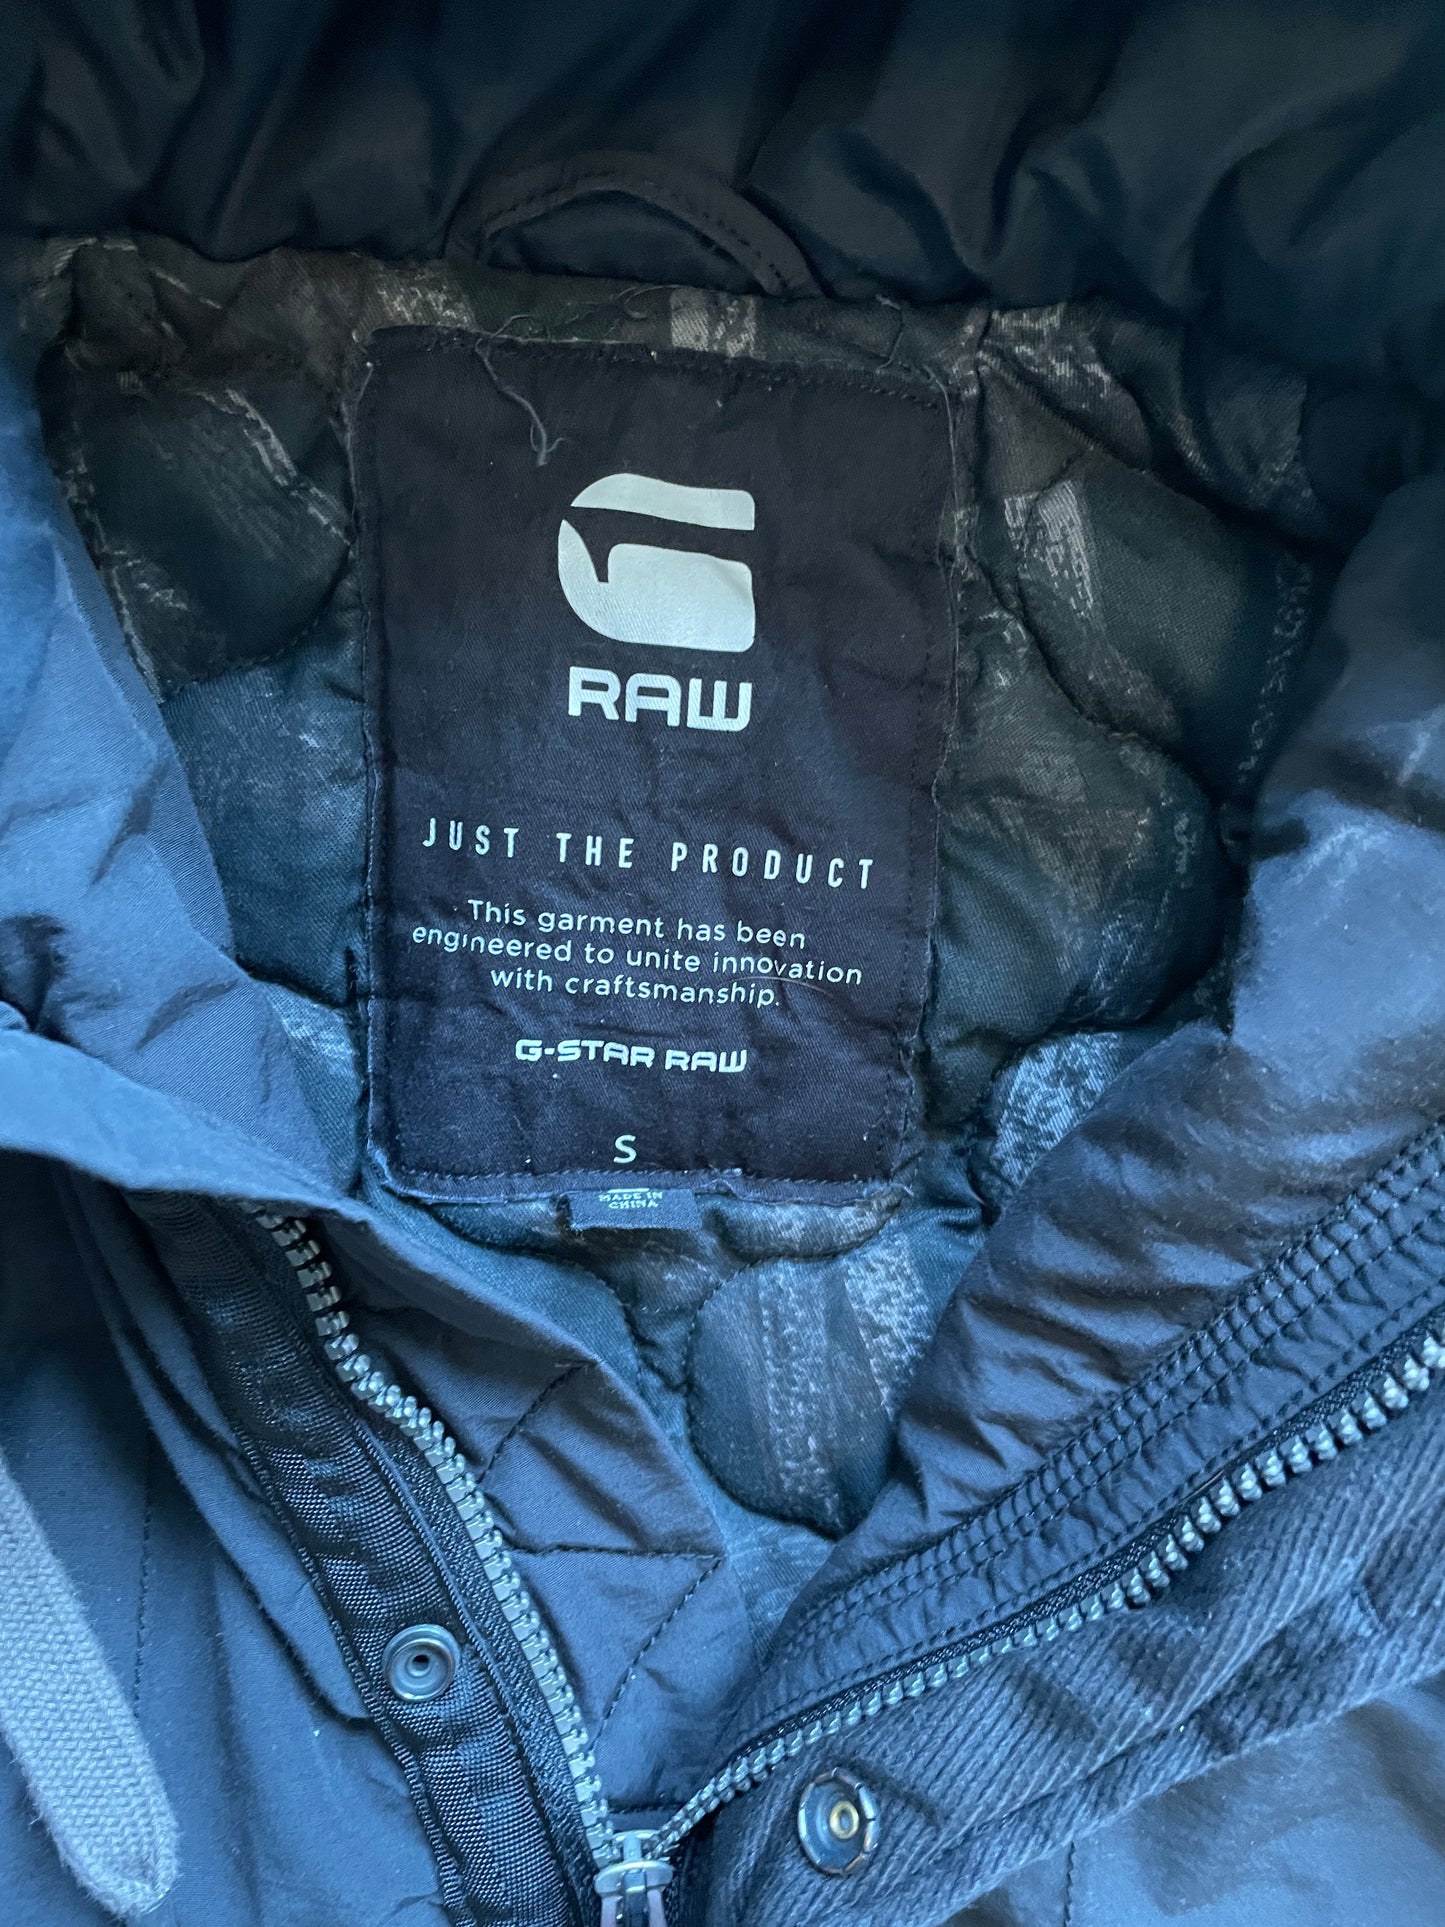 G
RAW
JUST THE PRODUCT
This garment has been
engineered to unite innovation
with craftsmanship.
G-STAR RAW
S
MADE IN
CHINA